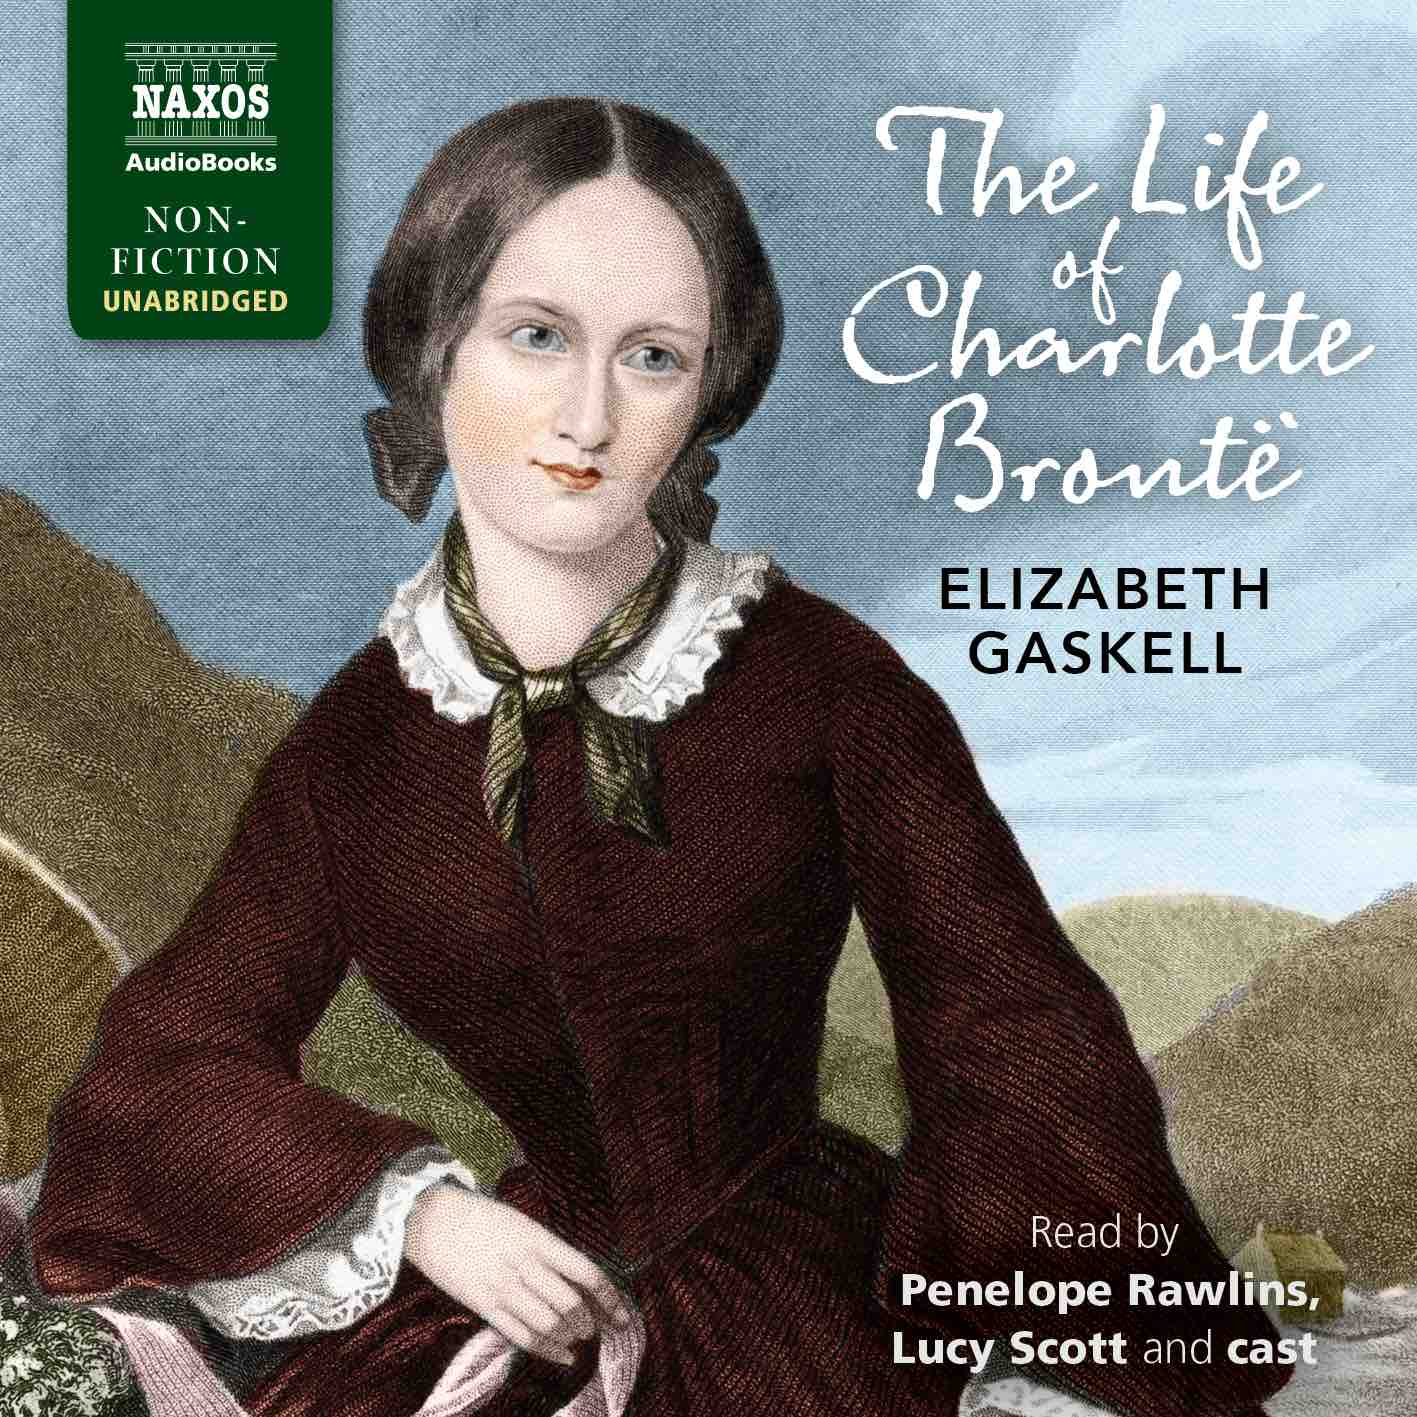 NAXOS
AudioBooks
NON-
FICTION
UNABRIDGED
The Life
of
Charlotte
Brontë
ELIZABETH
GASKELL
Read by
Penelope Rawlins,
Lucy Scott and cast